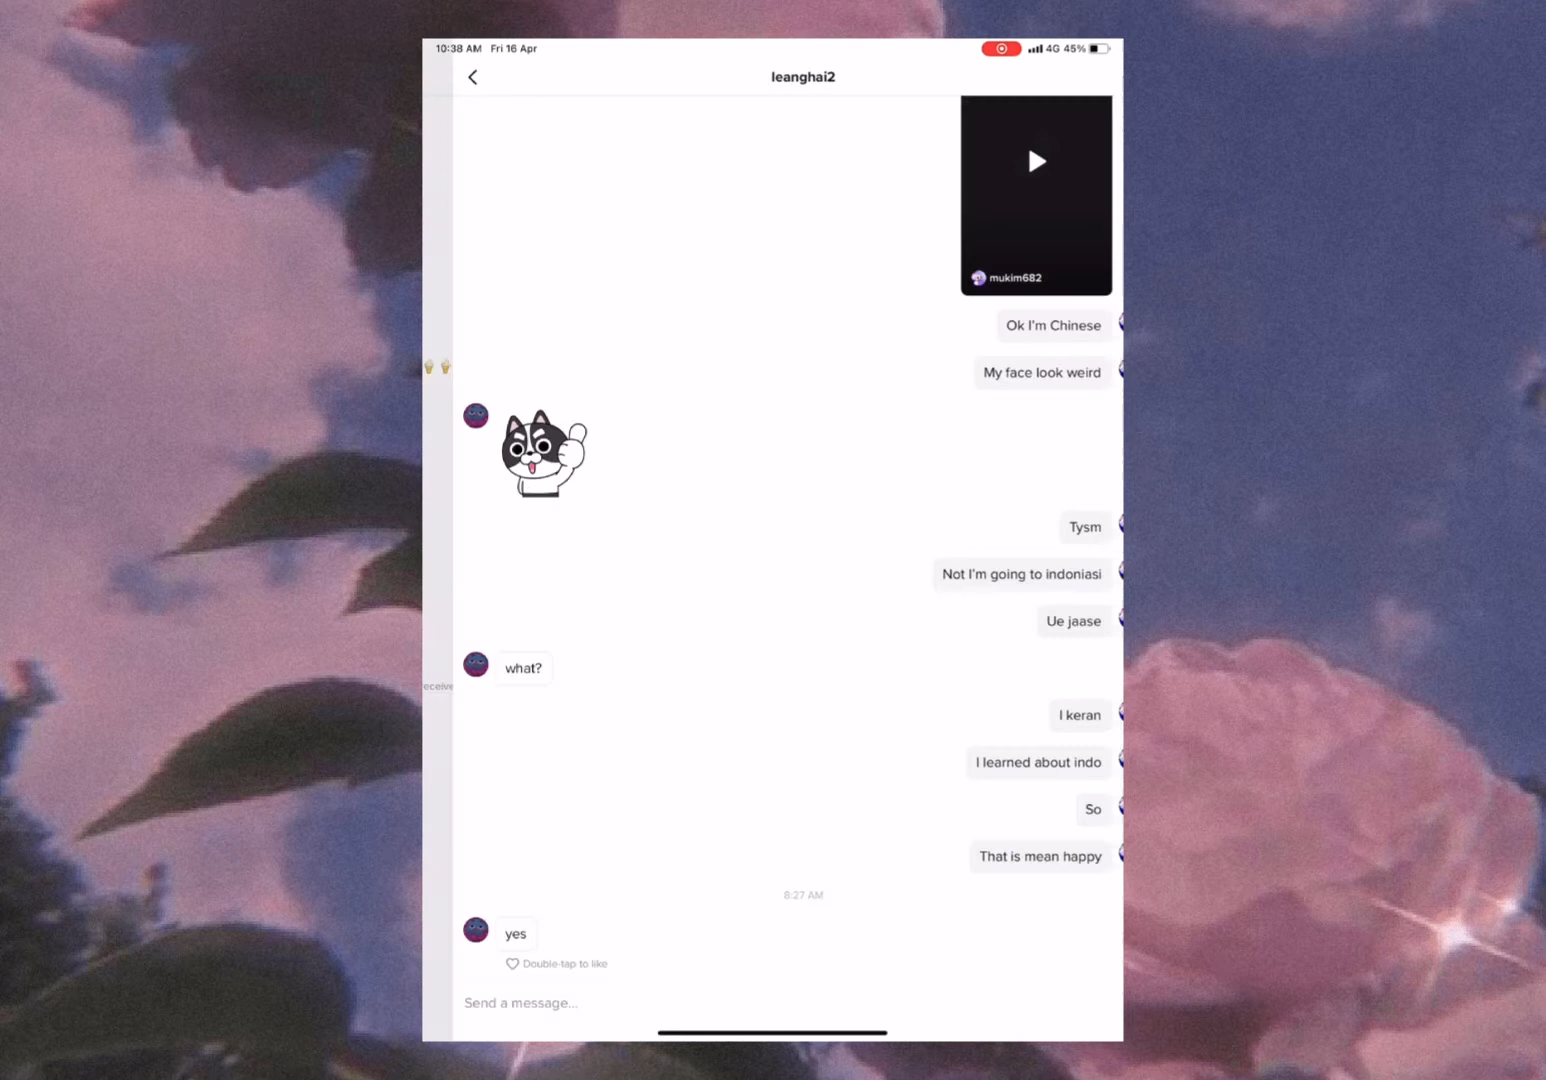 10:38 AM Fri 16 Apr
4G 45%
leanghai2
mukim682
Ok I'm Chinese
My face look weird
Tysm
Not I'm going to indoniasi
Ue jaase
what?
eceive
I keran
I learned about indo
So
That is mean happy
8:27 AM
yes
Double-tap to like
Send a message...